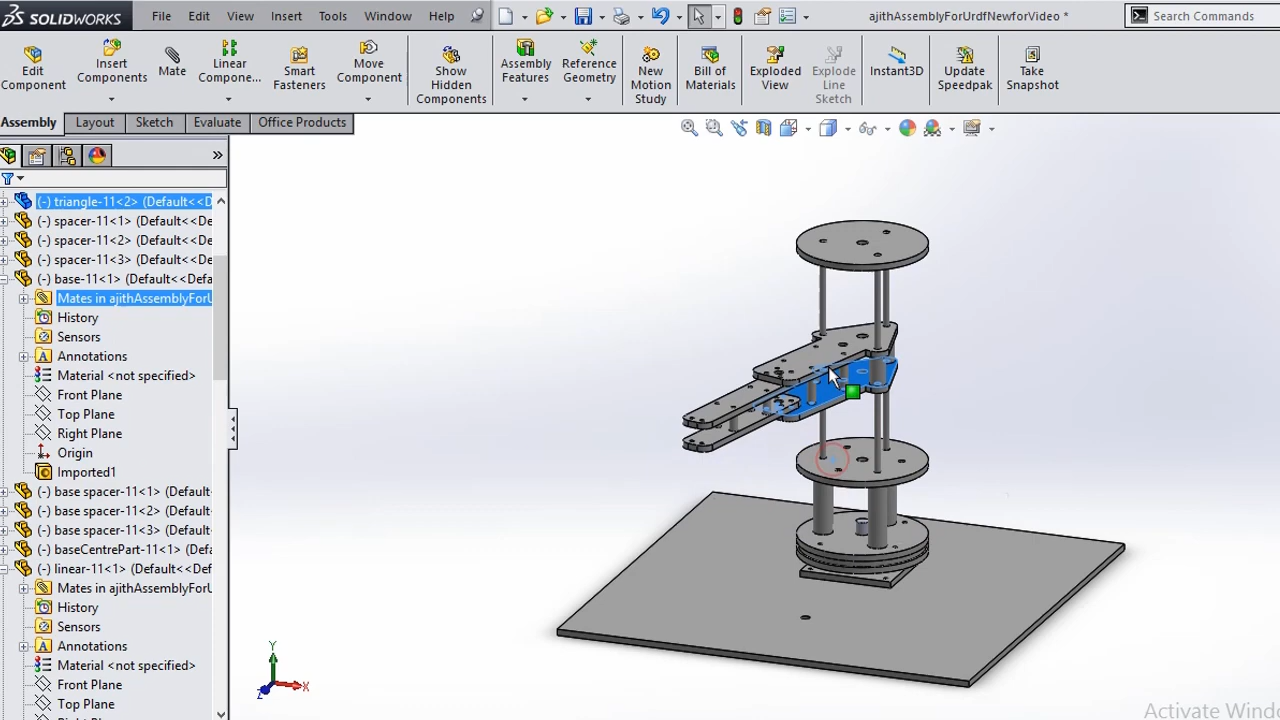 SOLIDWORKS File Edit View Insert Tools Window Help ajithAssemblyForUrdfNewforVideo * Search Commands
Edit Component
Insert Components
Mate
Linear Compone...
Smart Fasteners
Move Component
Show Hidden Components
Assembly Features
Reference Geometry
New Motion Study
Bill of Materials
Exploded View
Explode Line Sketch
Instant3D
Update Speedpak
Take Snapshot
Assembly Layout Sketch Evaluate Office Products
»
(-) triangle-11<2> (Default<<D
(-) spacer-11<1> (Default<<De
(-) spacer-11<2> (Default<<De
(-) spacer-11<3> (Default<<De
(-) base-11<1> (Default<<Defa
Mates in ajithAssemblyForU
History
Sensors
Annotations
Material <not specified>
Front Plane
Top Plane
Right Plane
Origin
Imported1
(-) base spacer-11<1> (Default
(-) base spacer-11<2> (Default
(-) base spacer-11<3> (Default
(-) baseCentrePart-11<1> (Defa
(-) linear-11<1> (Default<<Def
Mates in ajithAssemblyForU
History
Sensors
Annotations
Material <not specified>
Front Plane
Top Plane
Y
X
Z
Activate Windo